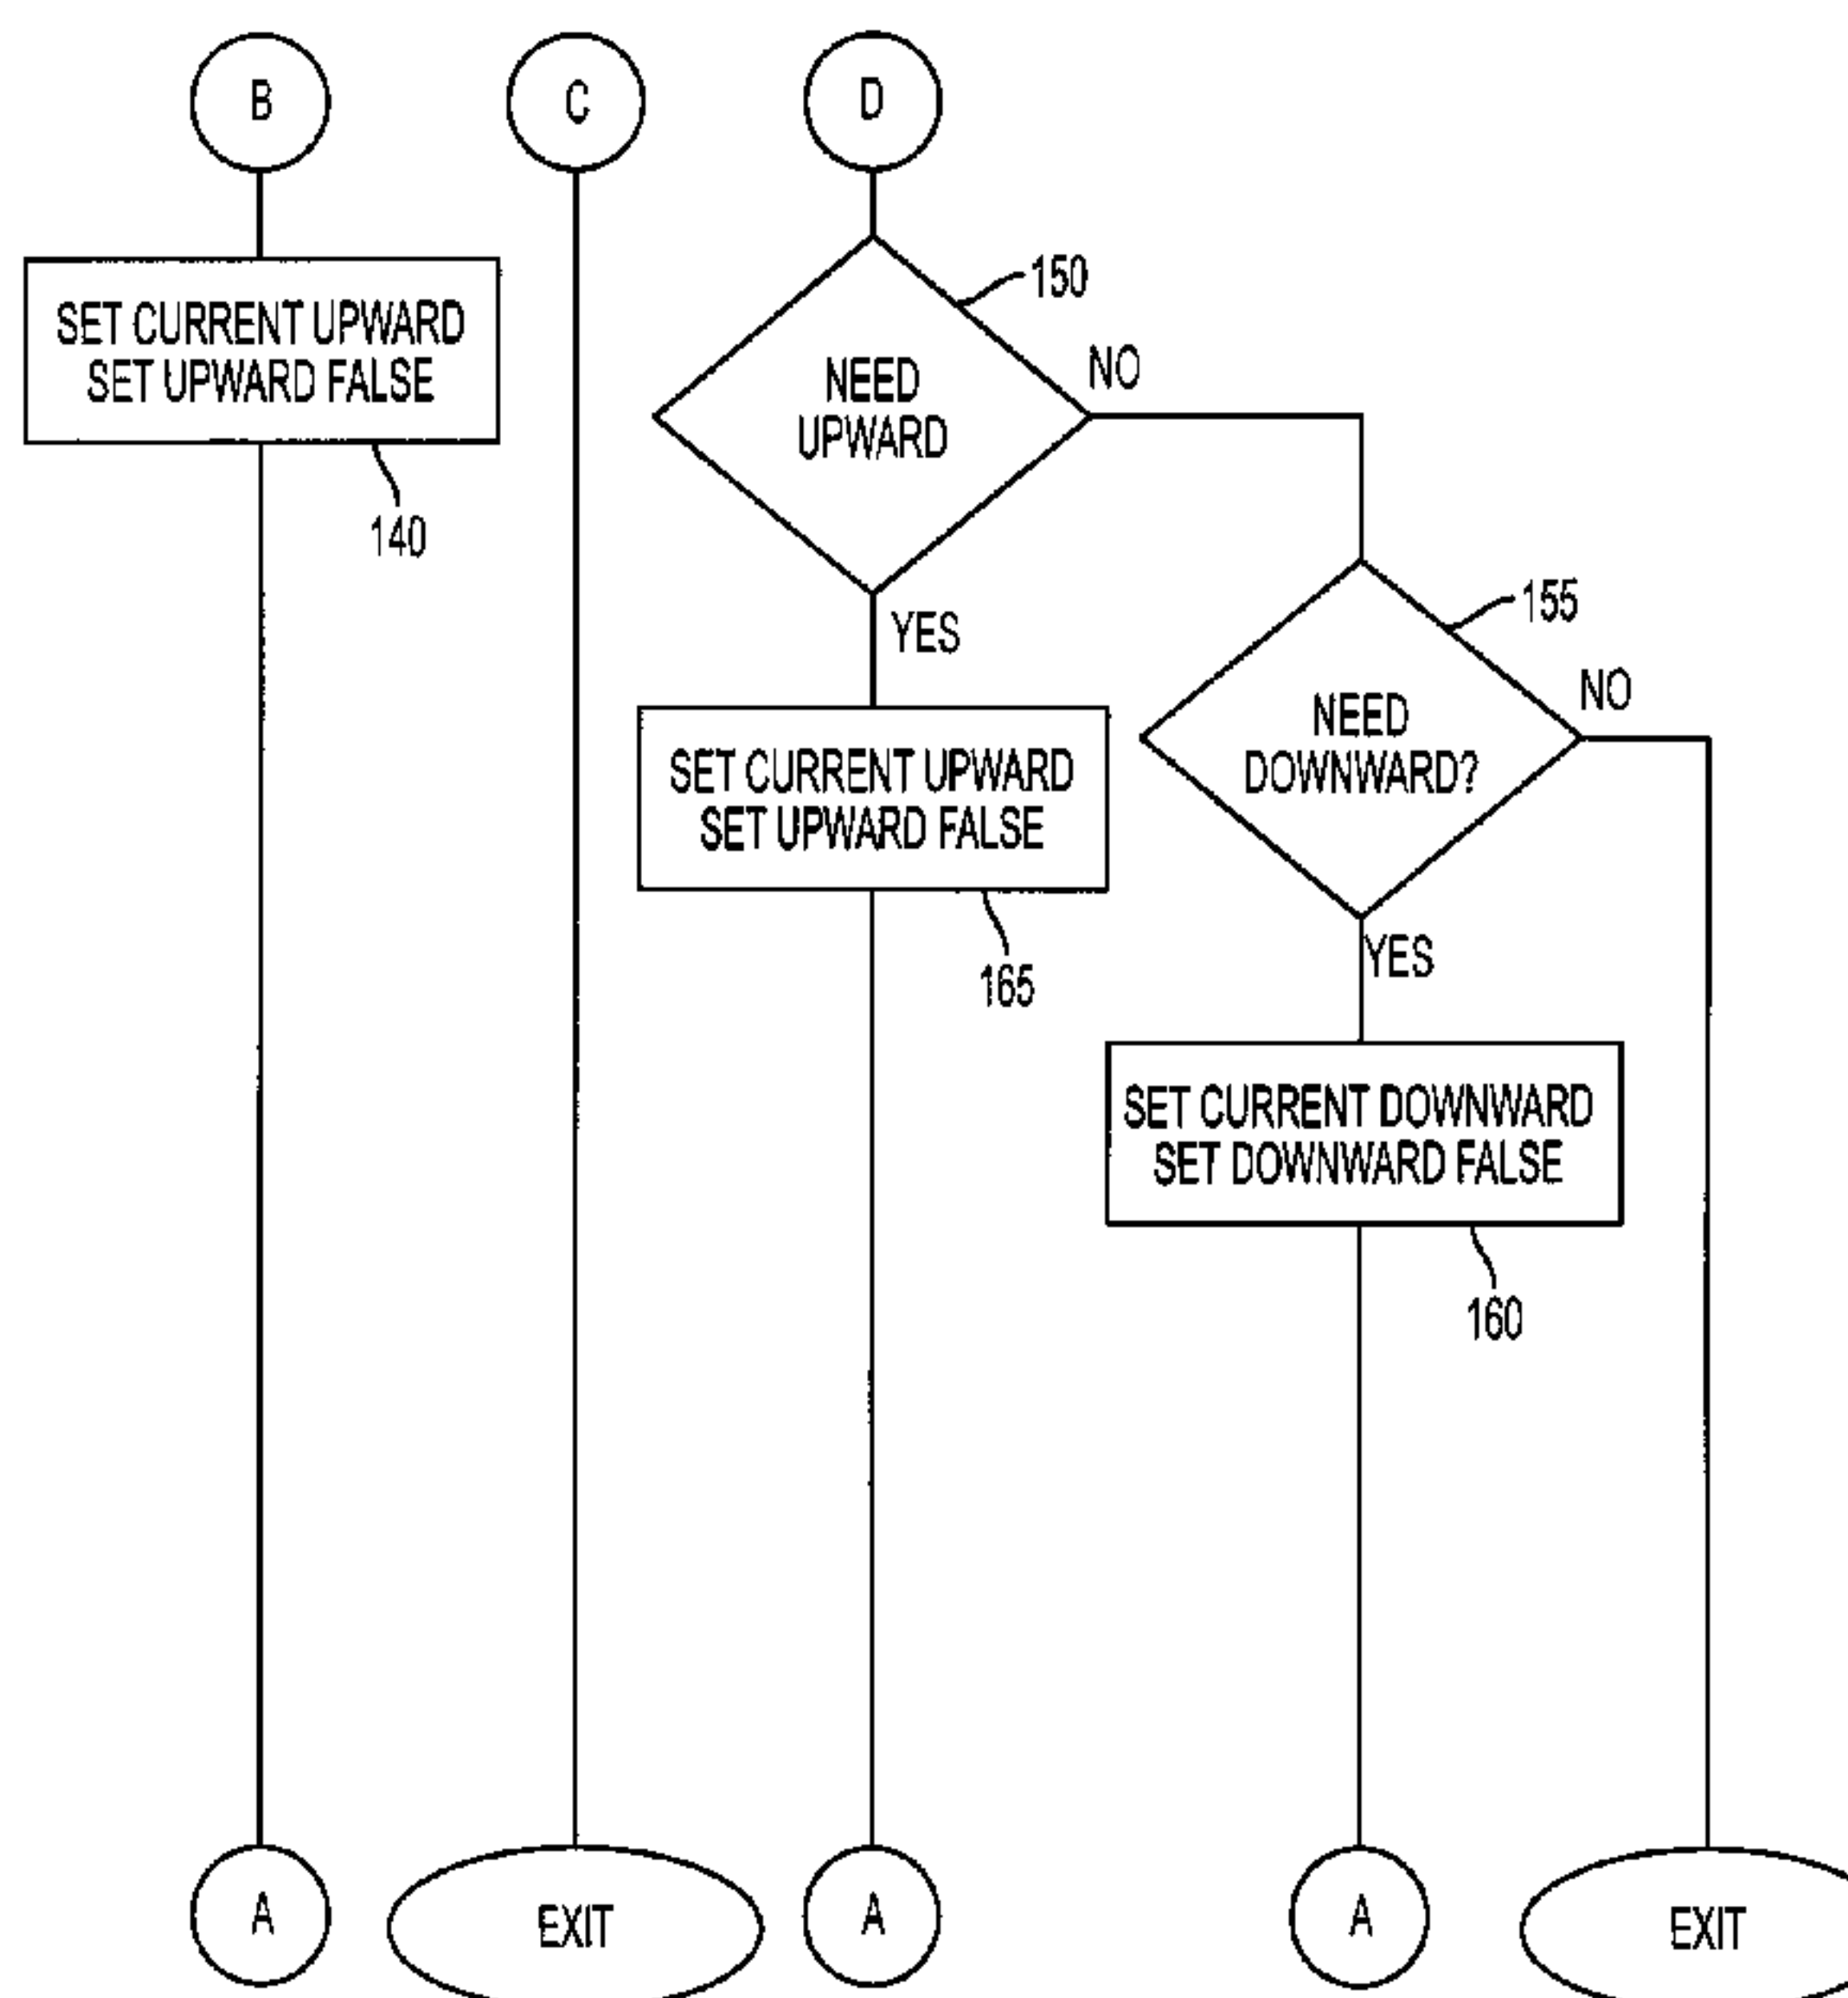 B
C
D
SET CURRENT UPWARD
SET UPWARD FALSE
140
150
NEED
UPWARD
NO
YES
SET CURRENT UPWARD
SET UPWARD FALSE
165
155
NEED
DOWNWARD?
NO
YES
SET CURRENT DOWNWARD
SET DOWNWARD FALSE
160
A
EXIT
A
A
EXIT